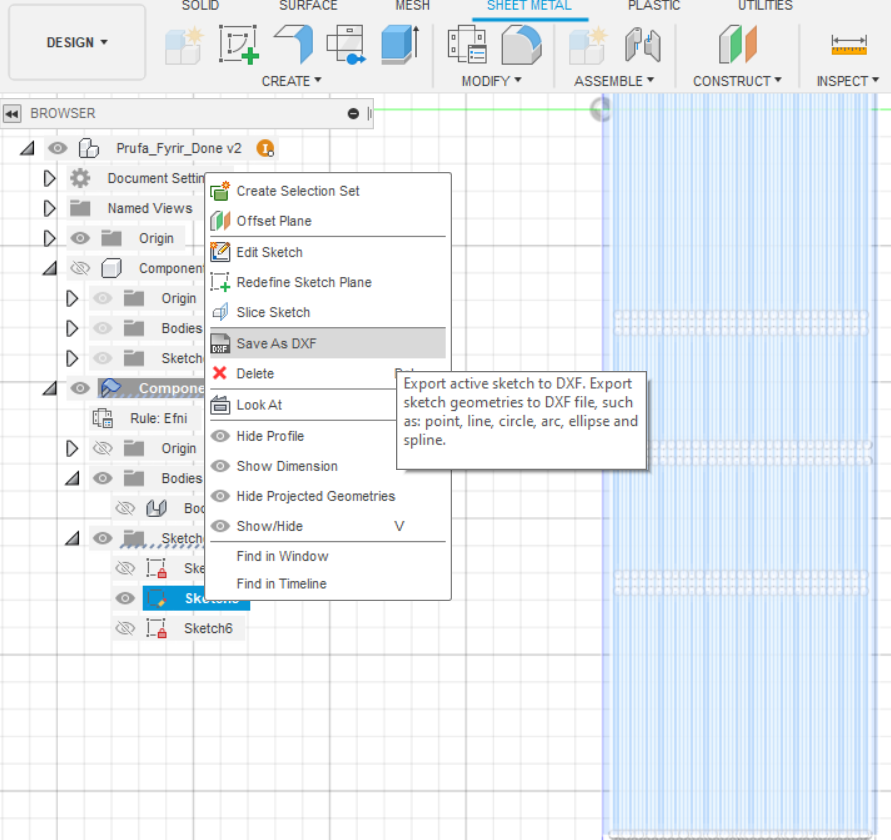 SOLID SURFACE MESH SHEET METAL PLASTIC UTILITIES
DESIGN
CREATE MODIFY ASSEMBLE CONSTRUCT INSPECT
BROWSER
Prufa_Fyrir_Done v2
Document Settin
Named Views
Origin
Component
Origin
Bodies
Sketch
Compone
Rule: Efni
Origin
Bodies
Bod
Sketch
Ske
Sketch6
Create Selection Set
Offset Plane
Edit Sketch
Redefine Sketch Plane
Slice Sketch
DXF Save As DXF
Delete
Look At
Hide Profile
Show Dimension
Hide Projected Geometries
Show/Hide V
Find in Window
Find in Timeline
Export active sketch to DXF. Export
sketch geometries to DXF file, such
as: point, line, circle, arc, ellipse and
spline.